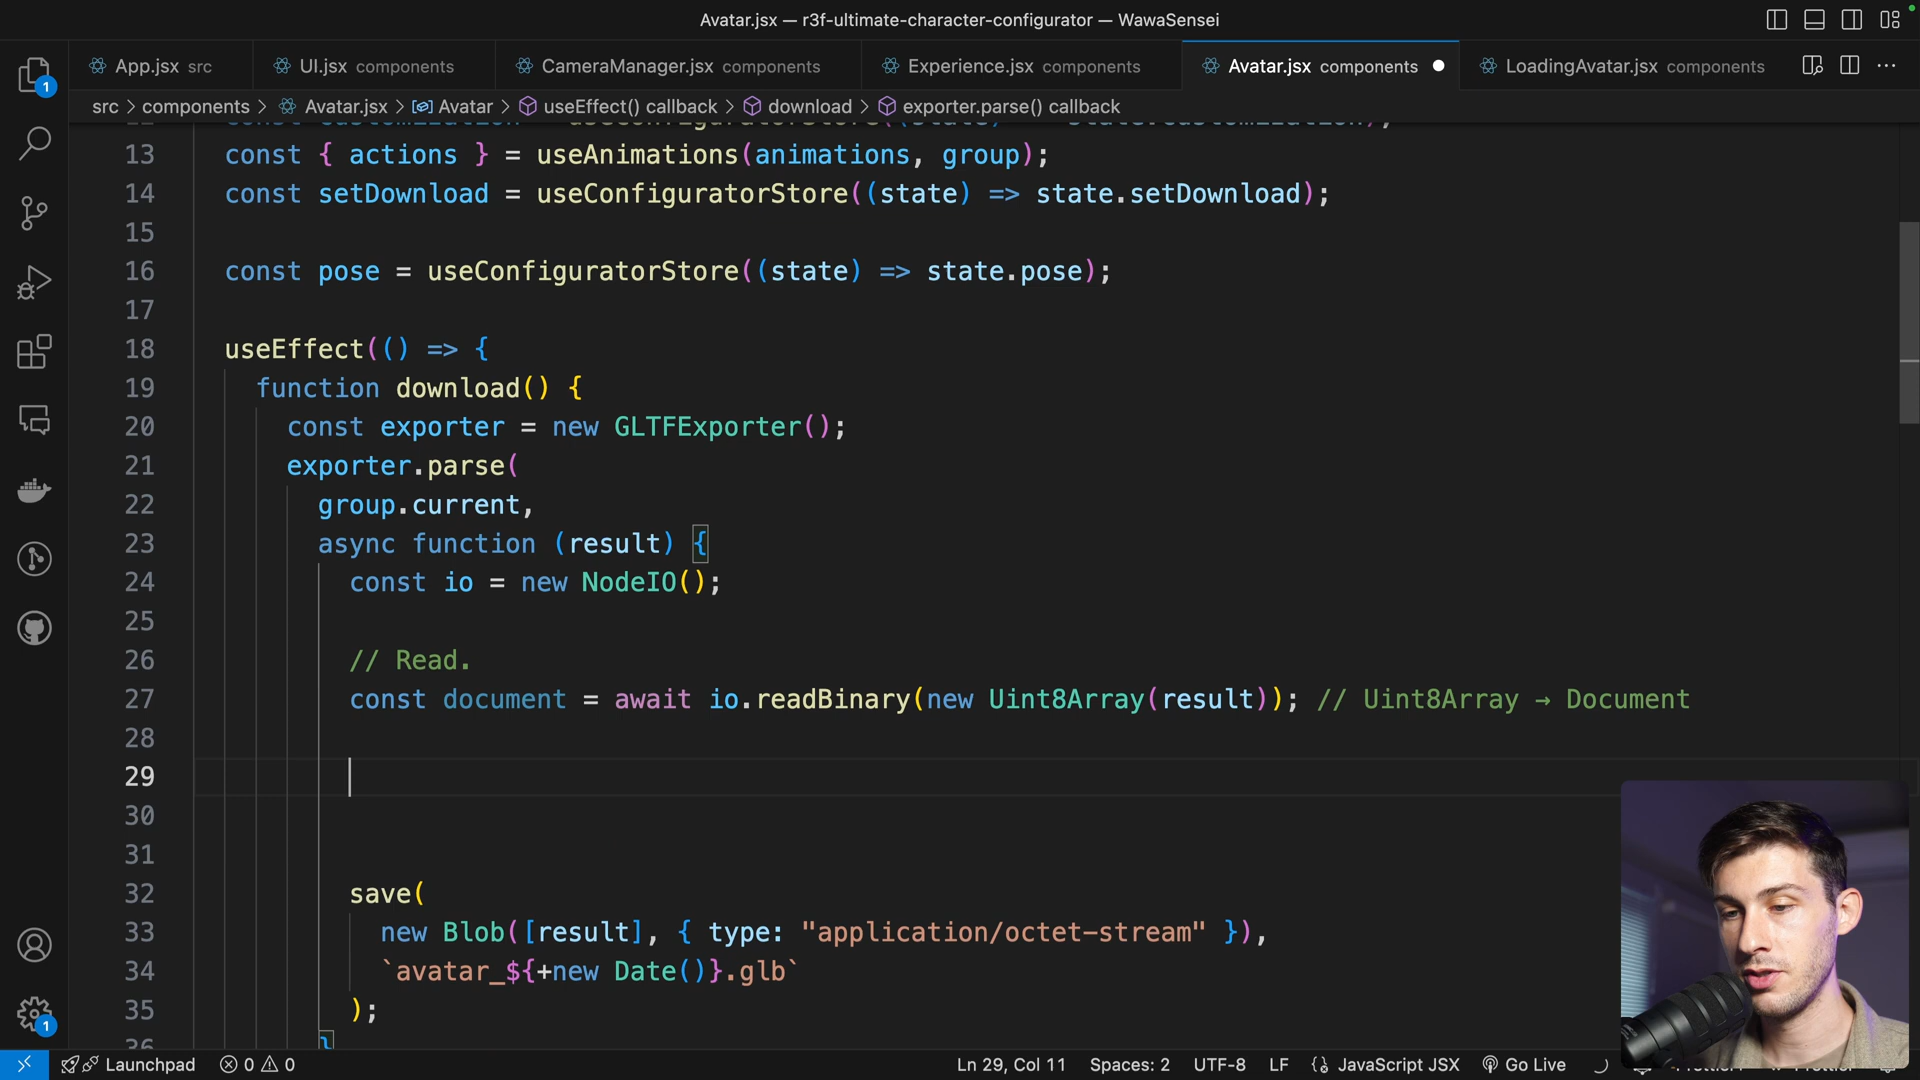 Avatar.jsx — r3f-ultimate-character-configurator — WawaSensei
App.jsx src
UI.jsx components
CameraManager.jsx components
Experience.jsx components
Avatar.jsx components
LoadingAvatar.jsx components
src > components > Avatar.jsx > Avatar > useEffect() callback > download > exporter.parse() callback
13 const { actions } = useAnimations(animations, group);
14 const setDownload = useConfiguratorStore((state) => state.setDownload);
15
16 const pose = useConfiguratorStore((state) => state.pose);
17
18 useEffect(() => {
19 function download() {
20 const exporter = new GLTFExporter();
21 exporter.parse(
22 group.current,
23 async function (result) {
24 const io = new NodeIO();
25
26 // Read.
27 const document = await io.readBinary(new Uint8Array(result)); // Uint8Array → Document
28
29
30
31
32 save(
33 new Blob([result], { type: "application/octet-stream" }),
34 `avatar_${+new Date()}.glb`
35 );
36 }
1
1
Launchpad 0 0 Ln 29, Col 11 Spaces: 2 UTF-8 LF {} JavaScript JSX Go Live